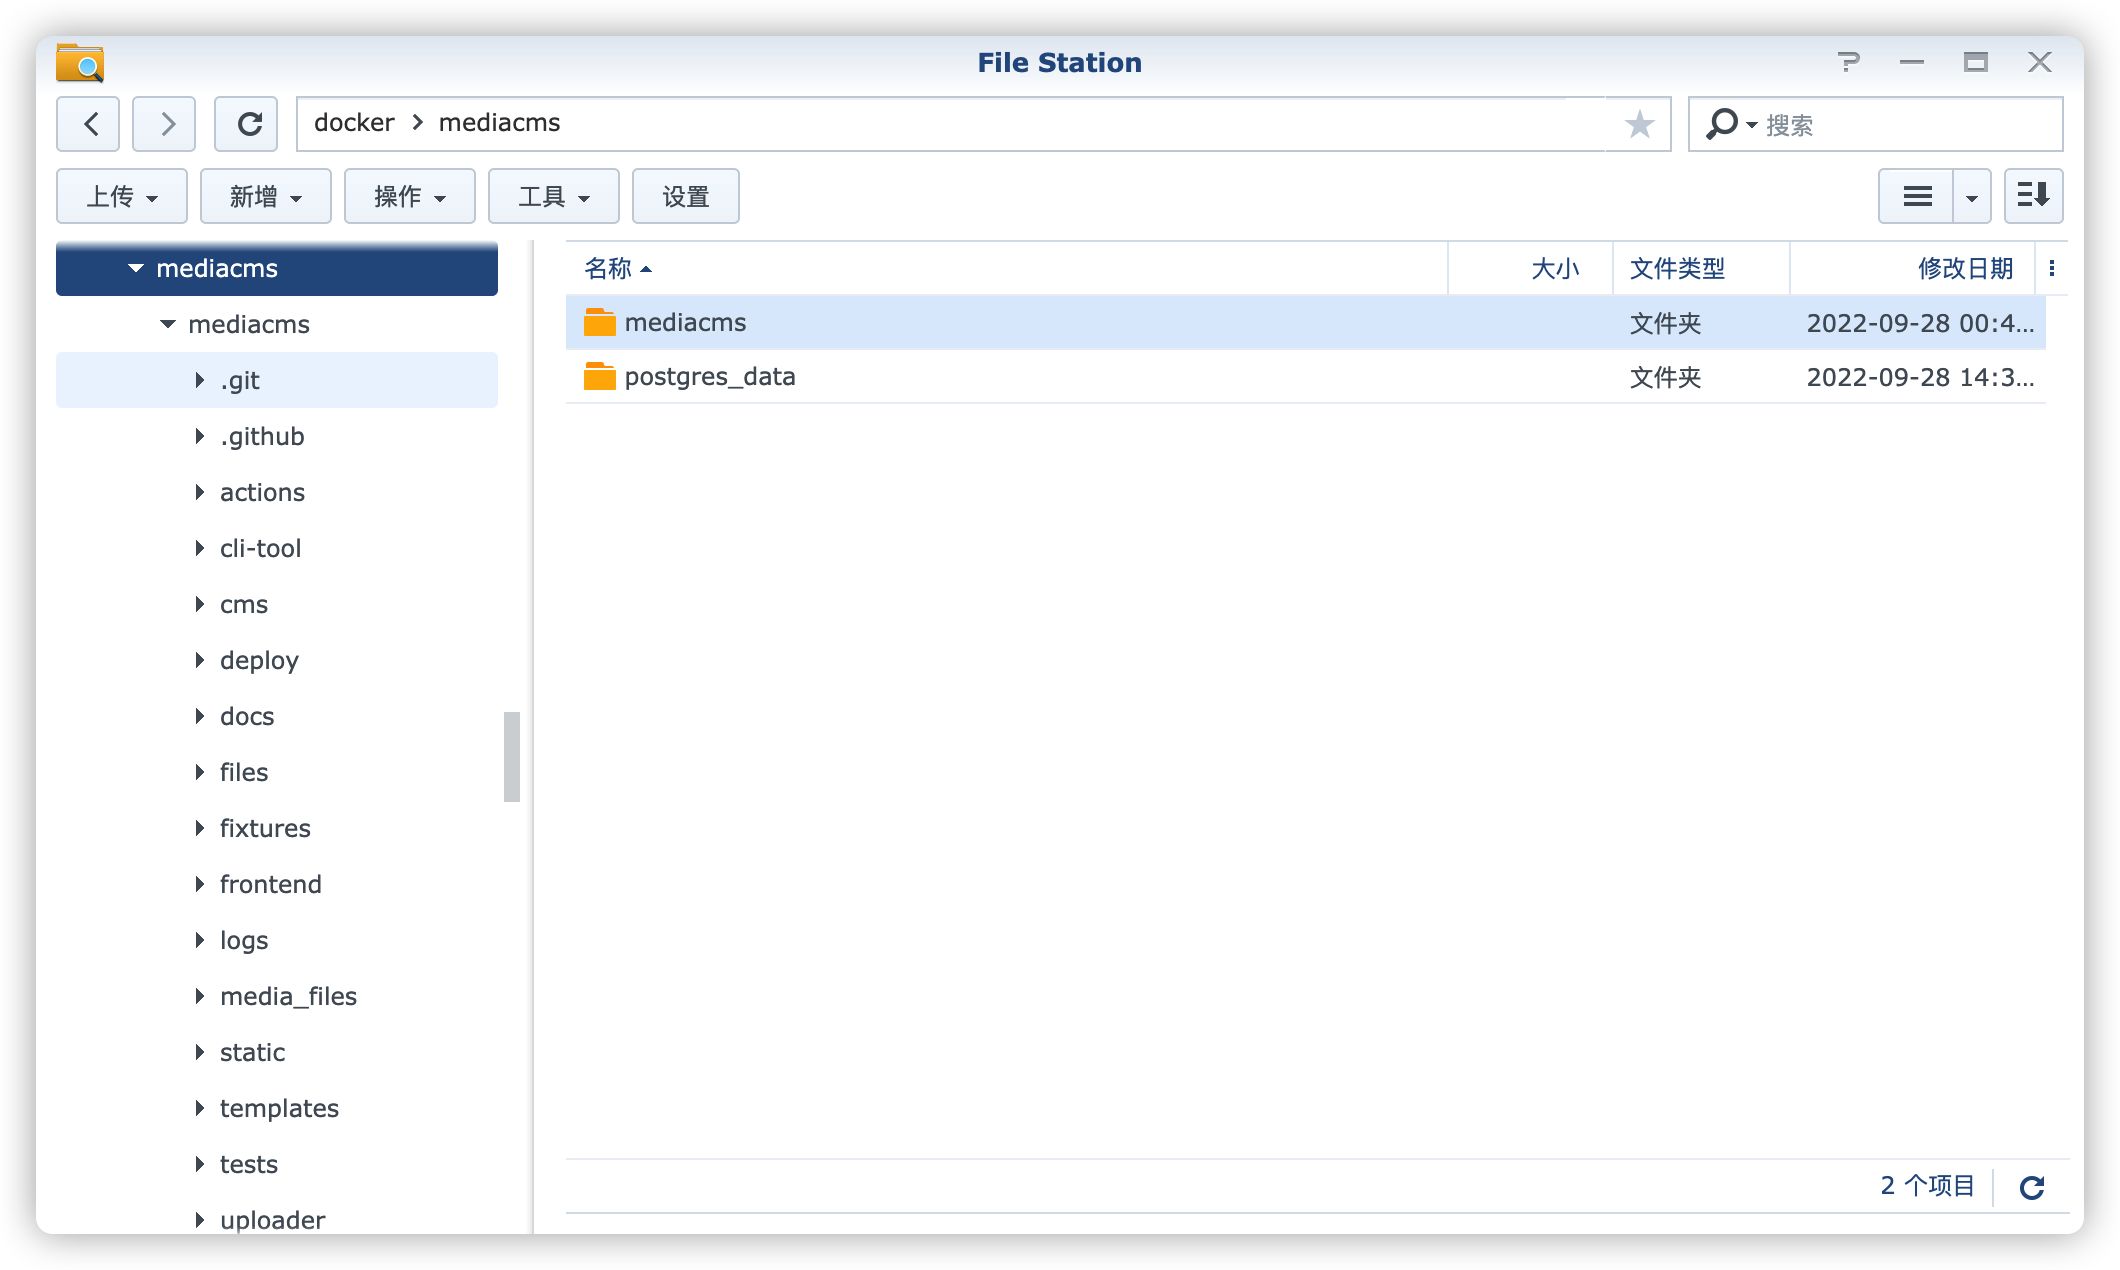 File Station
docker > mediacms
搜索
上传
新增
操作
工具
设置
mediacms
mediacms
.git
.github
actions
cli-tool
cms
deploy
docs
files
fixtures
frontend
logs
media_files
static
templates
tests
uploader
名称 大小 文件类型 修改日期
mediacms 文件夹 2022-09-28 00:4...
postgres_data 文件夹 2022-09-28 14:3...
2 个项目